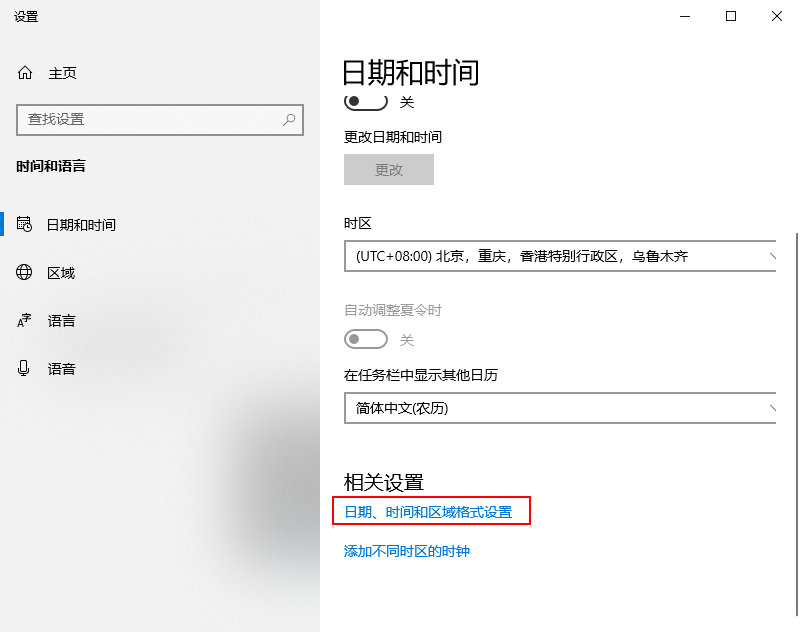 设置
主页
查找设置
时间和语言
日期和时间
区域
语言
语音
日期和时间
关
更改日期和时间
更改
时区
(UTC+08:00) 北京，重庆，香港特别行政区，乌鲁木齐
自动调整夏令时
关
在任务栏中显示其他日历
简体中文(农历)
相关设置
日期、时间和区域格式设置
添加不同时区的时钟